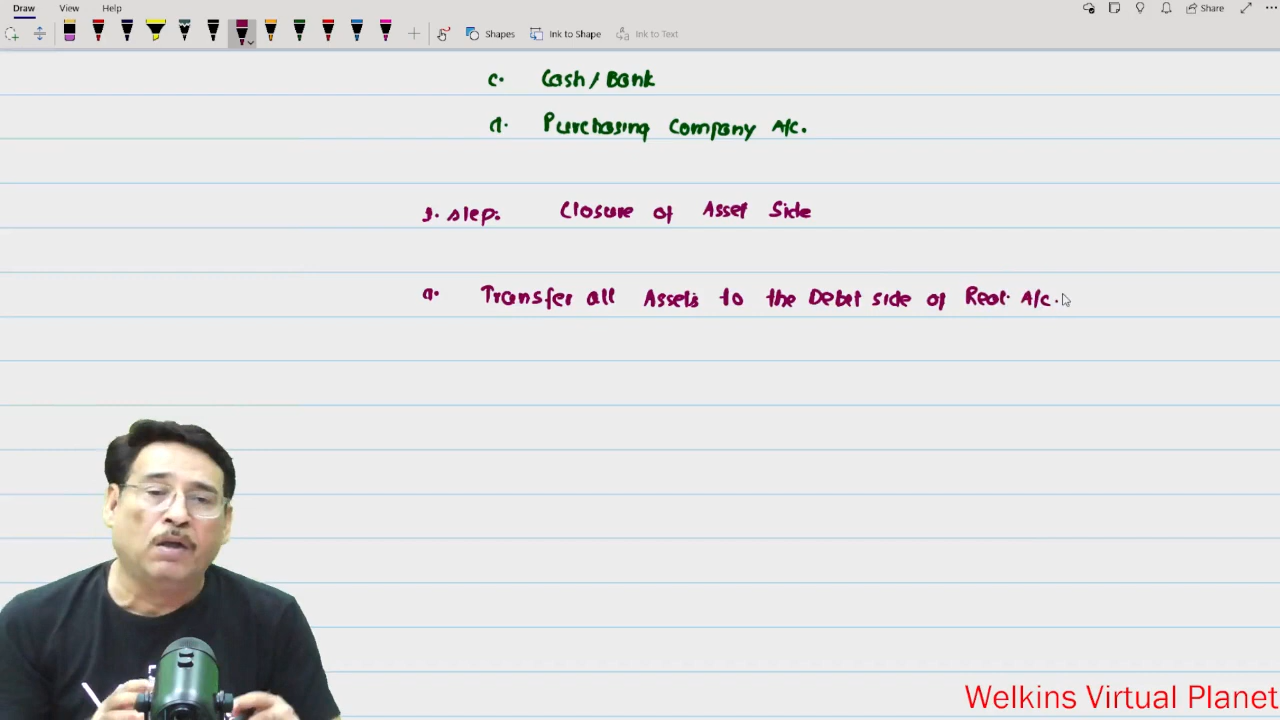 Draw View Help
Share
Shapes Ink to Shape Ink to Text
c. Cash/Bank
d. Purchasing Company A/c.
3. step: Closure of Asset Side
a. Transfer all Assets to the Debit side of Real. A/c.
Welkins Virtual Planet